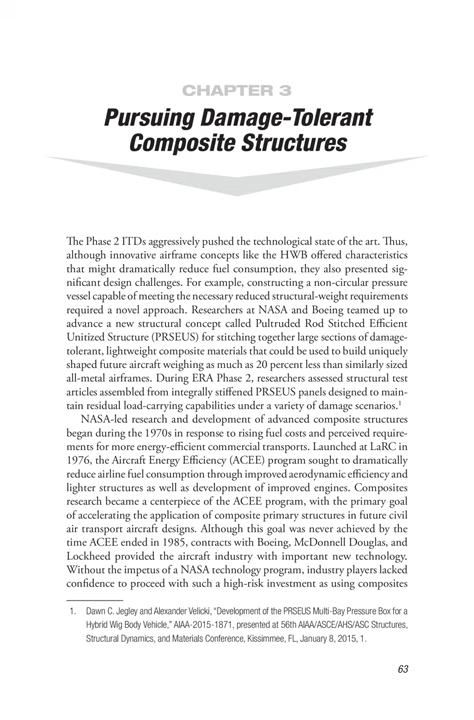 CHAPTER 3
Pursuing Damage-Tolerant
Composite Structures
The Phase 2 ITDs aggressively pushed the technological state of the art. Thus,
although innovative airframe concepts like the HWB offered characteristics
that might dramatically reduce fuel consumption, they also presented sig-
nificant design challenges. For example, constructing a non-circular pressure
vessel capable of meeting the necessary reduced structural-weight requirements
required a novel approach. Researchers at NASA and Boeing teamed up to
advance a new structural concept called Pultruded Rod Stitched Efficient
Unitized Structure (PRSEUS) for stitching together large sections of damage-
tolerant, lightweight composite materials that could be used to build uniquely
shaped future aircraft weighing as much as 20 percent less than similarly sized
all-metal airframes. During ERA Phase 2, researchers assessed structural test
articles assembled from integrally stiffened PRSEUS panels designed to main-
tain residual load-carrying capabilities under a variety of damage scenarios.1
NASA-led research and development of advanced composite structures
began during the 1970s in response to rising fuel costs and perceived require-
ments for more energy-efficient commercial transports. Launched at LaRC in
1976, the Aircraft Energy Efficiency (ACEE) program sought to dramatically
reduce airline fuel consumption through improved aerodynamic efficiency and
lighter structures as well as development of improved engines. Composites
research became a centerpiece of the ACEE program, with the primary goal
of accelerating the application of composite primary structures in future civil
air transport aircraft designs. Although this goal was never achieved by the
time ACEE ended in 1985, contracts with Boeing, McDonnell Douglas, and
Lockheed provided the aircraft industry with important new technology.
Without the impetus of a NASA technology program, industry players lacked
confidence to proceed with such a high-risk investment as using composites
1. Dawn C. Jegley and Alexander Velicki, “Development of the PRSEUS Multi-Bay Pressure Box for a
Hybrid Wig Body Vehicle,” AIAA-2015-1871, presented at 56th AIAA/ASCE/AHS/ASC Structures,
Structural Dynamics, and Materials Conference, Kissimmee, FL, January 8, 2015, 1.
63